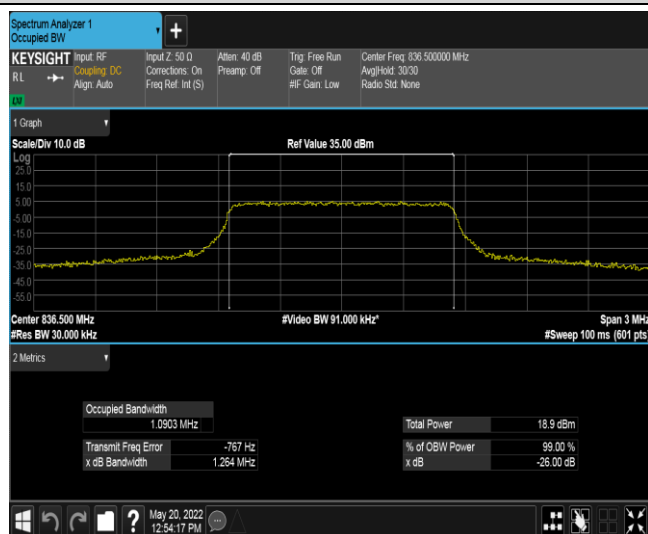 Spectrum Analyzer 1
Occupied BW
+
KEYSIGHT
RL
LXI
Input: RF
Coupling: DC
Align: Auto
Input Z: 50 Ω
Corrections: On
Freq Ref: Int (S)
Atten: 40 dB
Preamp: Off
Trig: Free Run
Gate: Off
#IF Gain: Low
Center Freq: 836.500000 MHz
Avg|Hold: 30/30
Radio Std: None
1 Graph
Scale/Div 10.0 dB
Ref Value 35.00 dBm
Log
25.0
15.0
5.00
-5.00
-15.0
-25.0
-35.0
-45.0
-55.0
Center 836.500 MHz
#Video BW 91.000 kHz*
Span 3 MHz
#Res BW 30.000 kHz
#Sweep 100 ms (601 pts)
2 Metrics
Occupied Bandwidth
1.0903 MHz
Total Power 18.9 dBm
Transmit Freq Error -767 Hz
% of OBW Power 99.00 %
x dB Bandwidth 1.264 MHz
x dB -26.00 dB
?
May 20, 2022
12:54:17 PM